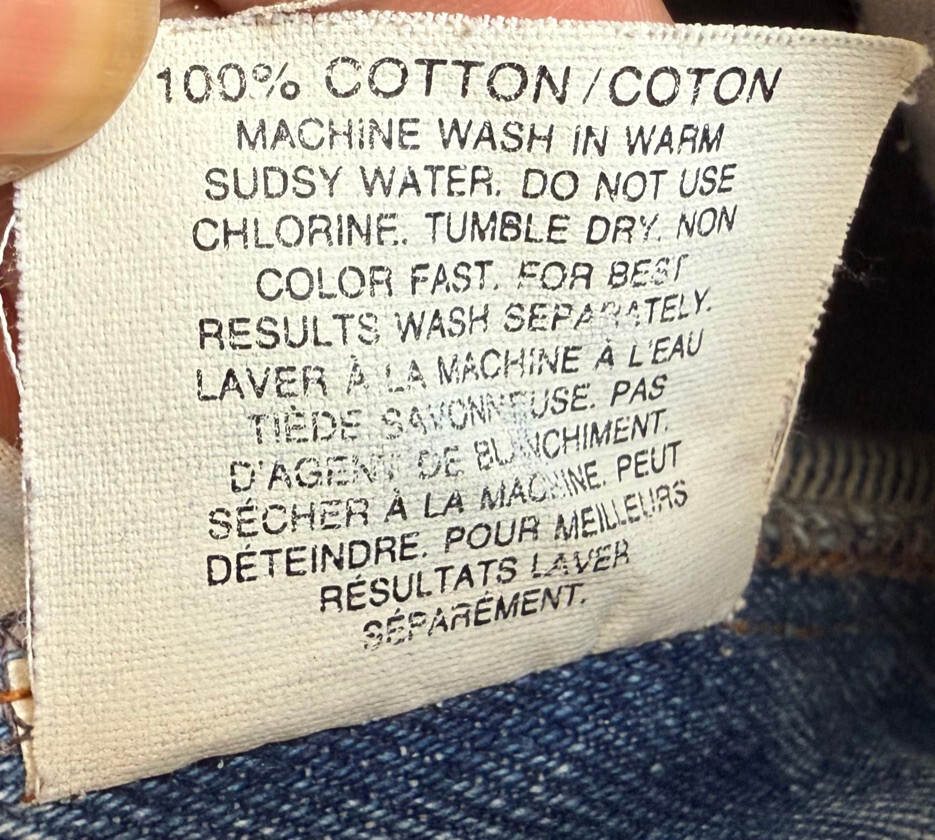 100% COTTON/COTON
MACHINE WASH IN WARM
SUDSY WATER. DO NOT USE
CHLORINE. TUMBLE DRY. NON
COLOR FAST. FOR BEST
RESULTS WASH SEPARATELY.
LAVER À LA MACHINE À L'EAU
TIÈDE SAVONNEUSE. PAS
D'AGENT DE BLANCHIMENT.
SÉCHER À LA MACHINE. PEUT
DÉTEINDRE. POUR MEILLEURS
RÉSULTATS LAVER
SÉPARÉMENT.